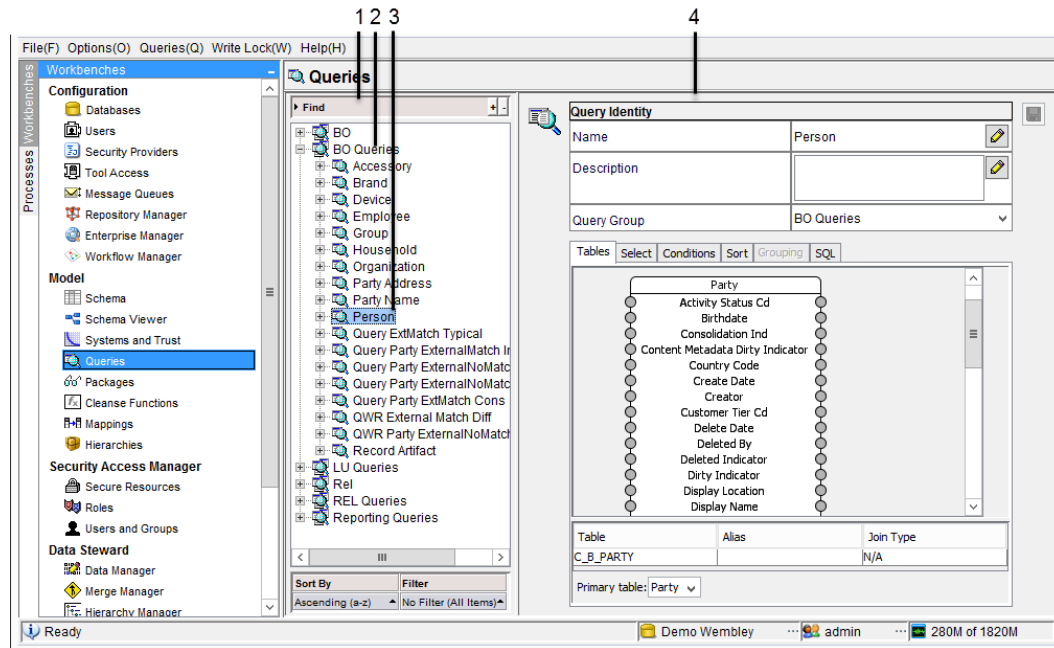 1 2 3 4
File(F) Options(O) Queries(Q) Write Lock(W) Help(H)
Processes Workbenches
Workbenches
Configuration
Databases
Users
Security Providers
Tool Access
Message Queues
Repository Manager
Enterprise Manager
Workflow Manager
Model
Schema
Schema Viewer
Systems and Trust
Queries
Packages
Cleanse Functions
Mappings
Hierarchies
Security Access Manager
Secure Resources
Roles
Users and Groups
Data Steward
Data Manager
Merge Manager
Hierarchy Manager
Queries
Find + -
BO
BO Queries
Accessory
Brand
Device
Employee
Group
Household
Organization
Party Address
Party Name
Person
Query ExtMatch Typical
Query Party ExternalMatch Ir
Query Party ExternalNoMatc
Query Party ExternalNoMatc
Query Party ExtMatch Cons
QWR External Match Diff
QWR Party ExternalNoMatch
Record Artifact
LU Queries
Rel
REL Queries
Reporting Queries
Sort By Filter
Ascending (a-z) No Filter (All Items)
Query Identity
Name Person
Description
Query Group BO Queries
Tables Select Conditions Sort Grouping SQL
Party
Activity Status Cd
Birthdate
Consolidation Ind
Content Metadata Dirty Indicator
Country Code
Create Date
Creator
Customer Tier Cd
Delete Date
Deleted By
Deleted Indicator
Dirty Indicator
Display Location
Display Name
Table Alias Join Type
C_B_PARTY N/A
Primary table: Party
Ready Demo Wembley ... admin ... 280M of 1820M